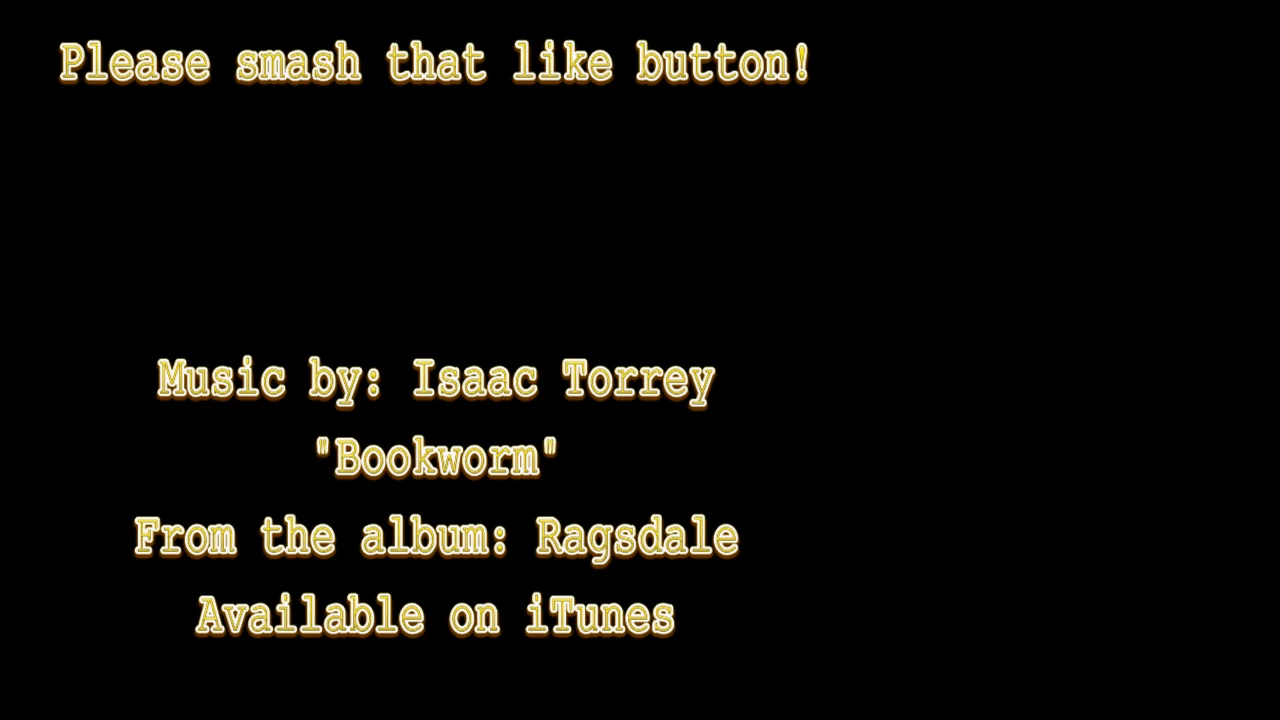 Please smash that like button!
Music by: Isaac Torrey
"Bookworm"
From the album: Ragsdale
Available on iTunes